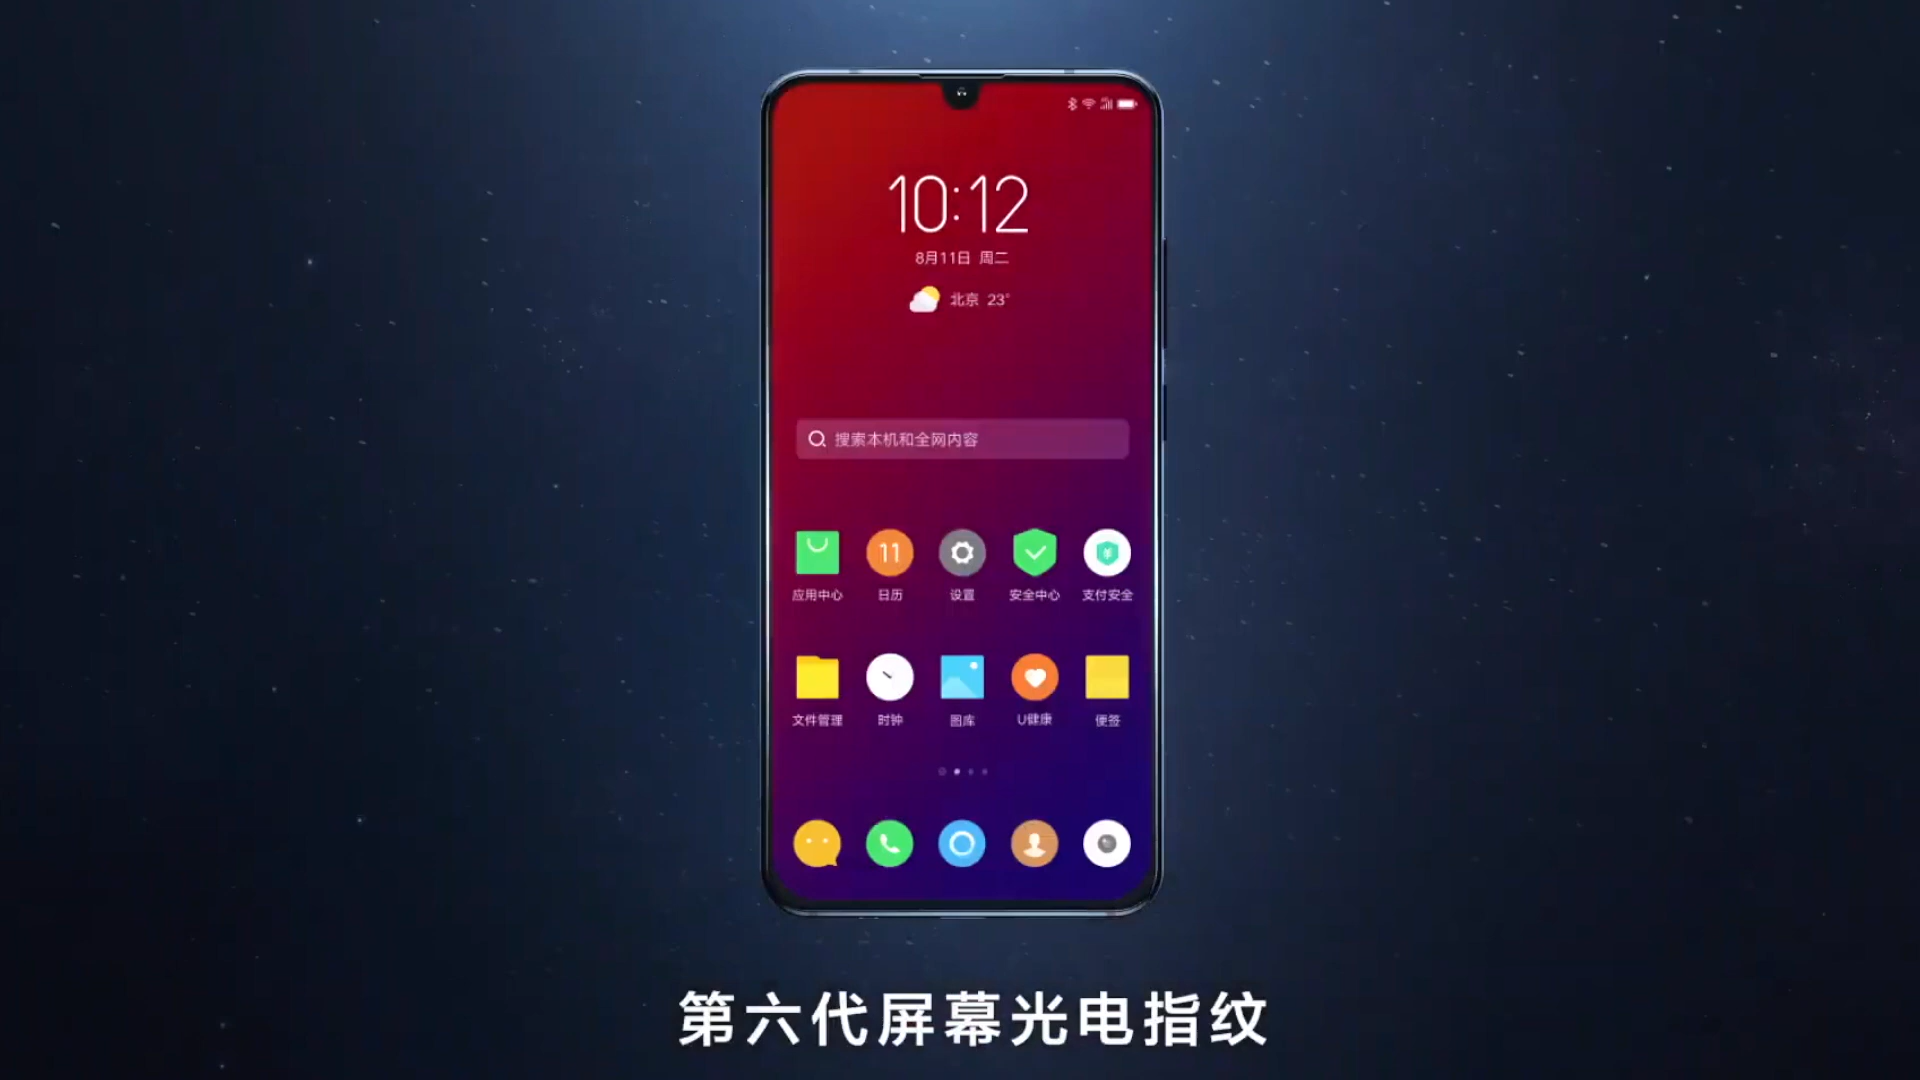 10:12
8月11日 周二
北京 23°
搜索本机和全网内容
11
应用中心 日历 设置 安全中心 支付安全
文件管理 时钟 图库 U健康 便签
第六代屏幕光电指纹